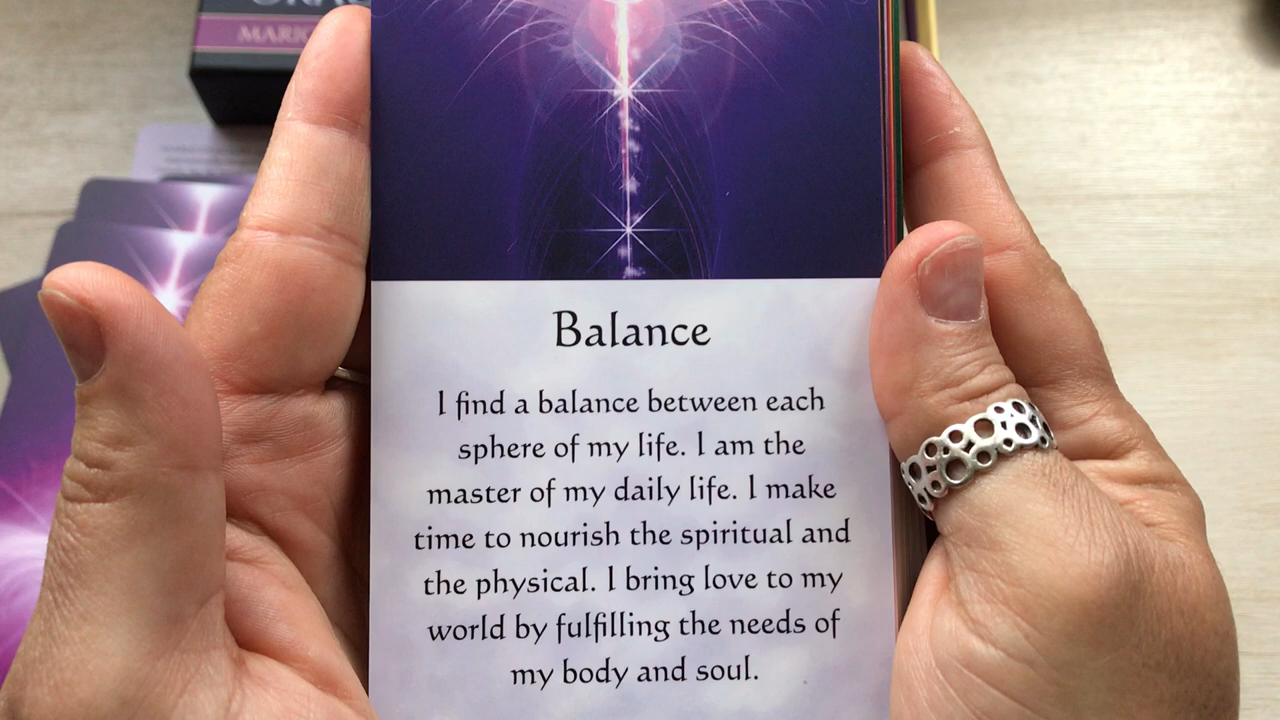 Balance
I find a balance between each
sphere of my life. I am the
master of my daily life. I make
time to nourish the spiritual and
the physical. I bring love to my
world by fulfilling the needs of
my body and soul.